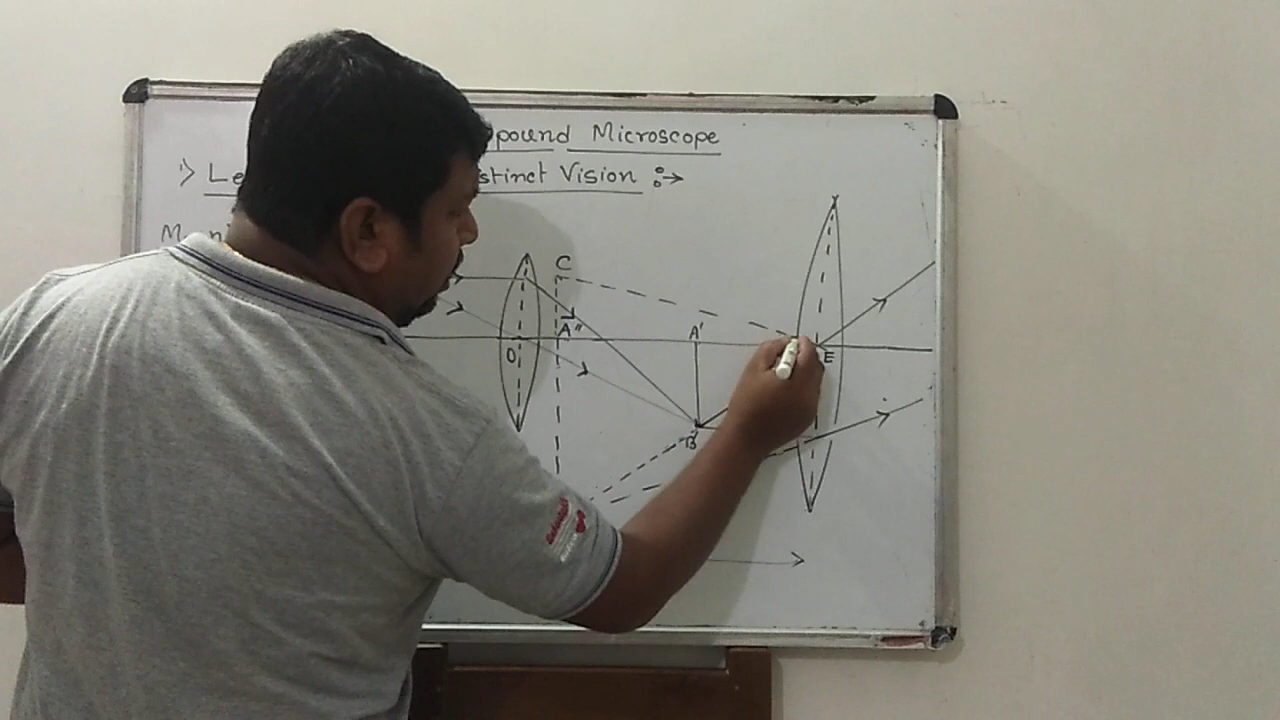 pound Microscope
Le stinct Vision :→
C
A" A'
O E
B'